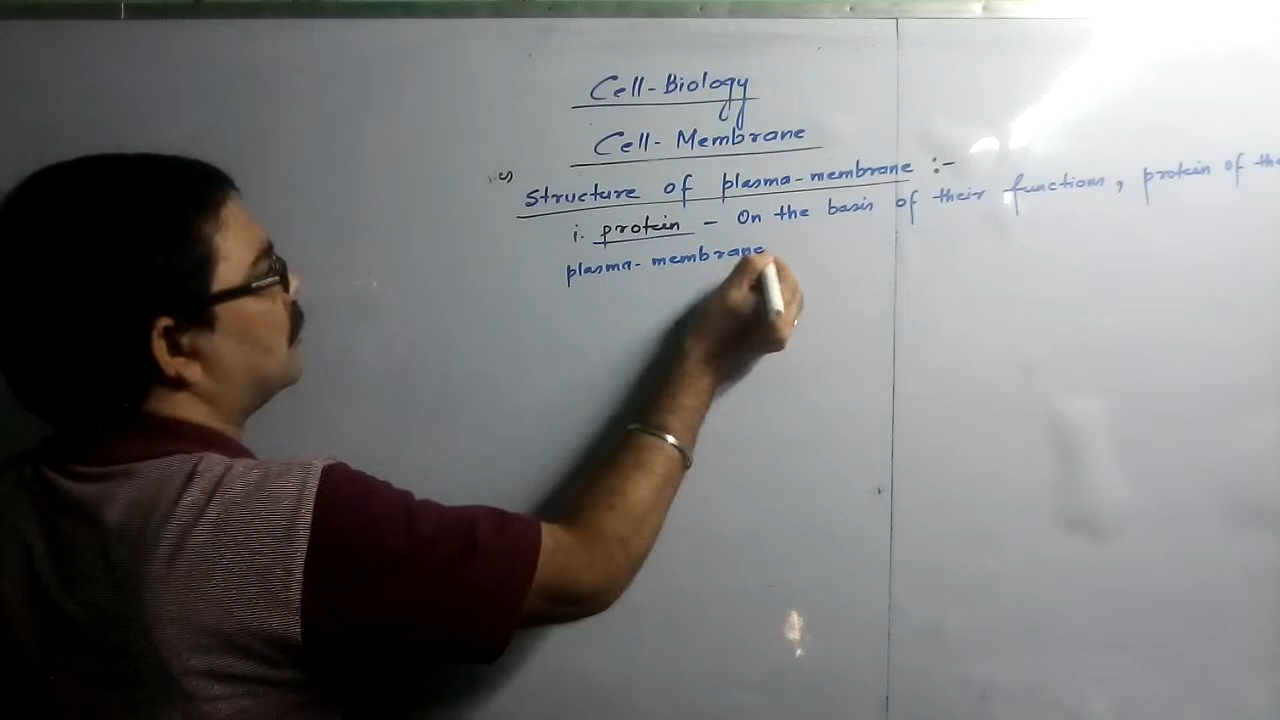 Cell-Biology
Cell-Membrane
c) Structure of plasma-membrane :-
i. protein - On the basis of their functions, protein of the
plasma-membrane